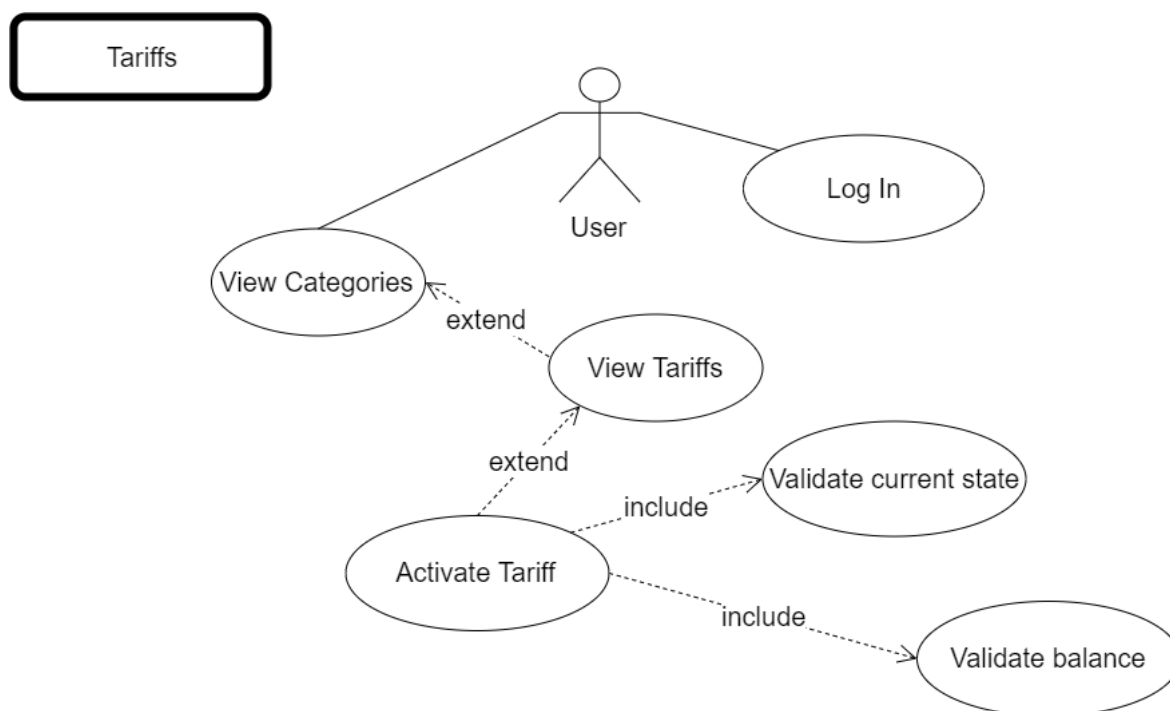 Tariffs
Log In
User
View Categories
extend
View Tariffs
extend
Validate current state
include
Activate Tariff
include
Validate balance